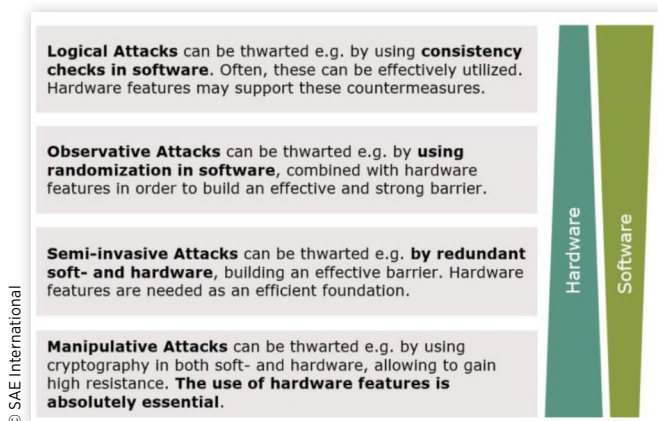 Logical Attacks can be thwarted e.g. by using consistency
checks in software. Often, these can be effectively utilized.
Hardware features may support these countermeasures.
Observative Attacks can be thwarted e.g. by using
randomization in software, combined with hardware
features in order to build an effective and strong barrier.
Semi-invasive Attacks can be thwarted e.g. by redundant
soft- and hardware, building an effective barrier. Hardware
features are needed as an efficient foundation.
Manipulative Attacks can be thwarted e.g. by using
cryptography in both soft- and hardware, allowing to gain
high resistance. The use of hardware features is
absolutely essential.
Hardware
Software
© SAE International